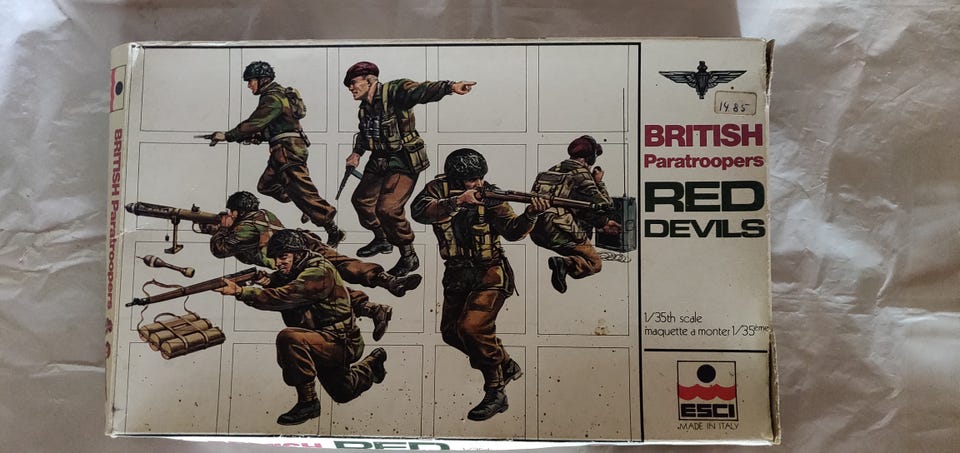 14.85
BRITISH
Paratroopers
RED
DEVILS
1/35th scale
maquette a monter 1/35ème
ESCI
MADE IN ITALY
BRITISH Paratroopers
RED